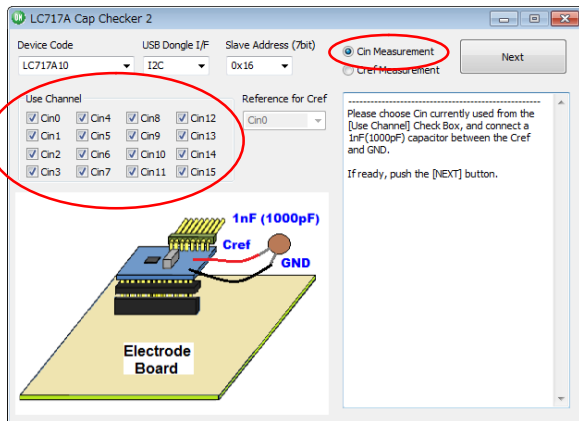 ON LC717A Cap Checker 2
Device Code USB Dongle I/F Slave Address (7bit)
LC717A10 I2C 0x16
Cin Measurement
Cref Measurement
Next
Use Channel
Cin0 Cin4 Cin8 Cin12
Cin1 Cin5 Cin9 Cin13
Cin2 Cin6 Cin10 Cin14
Cin3 Cin7 Cin11 Cin15
Reference for Cref
Cin0
--------------------------------------------------
Please choose Cin currently used from the
[Use Channel] Check Box, and connect a
1nF(1000pF) capacitor between the Cref
and GND.
If ready, push the [NEXT] button.
1nF (1000pF)
Cref
GND
Electrode
Board